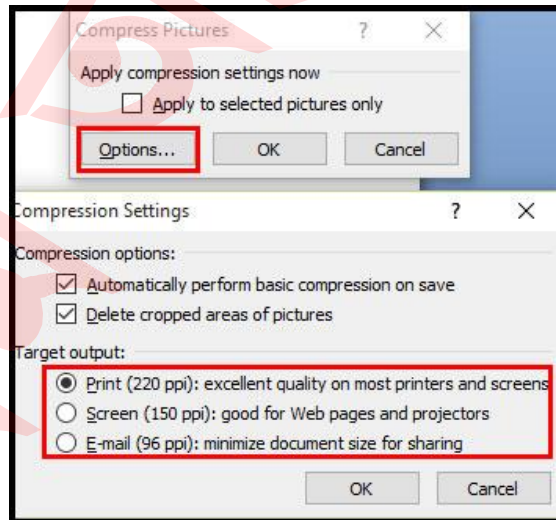 Compress Pictures ?
Apply compression settings now
Apply to selected pictures only
Options... OK Cancel
Compression Settings ?
Compression options:
Automatically perform basic compression on save
Delete cropped areas of pictures
Target output:
Print (220 ppi): excellent quality on most printers and screens
Screen (150 ppi): good for Web pages and projectors
E-mail (96 ppi): minimize document size for sharing
OK Cancel